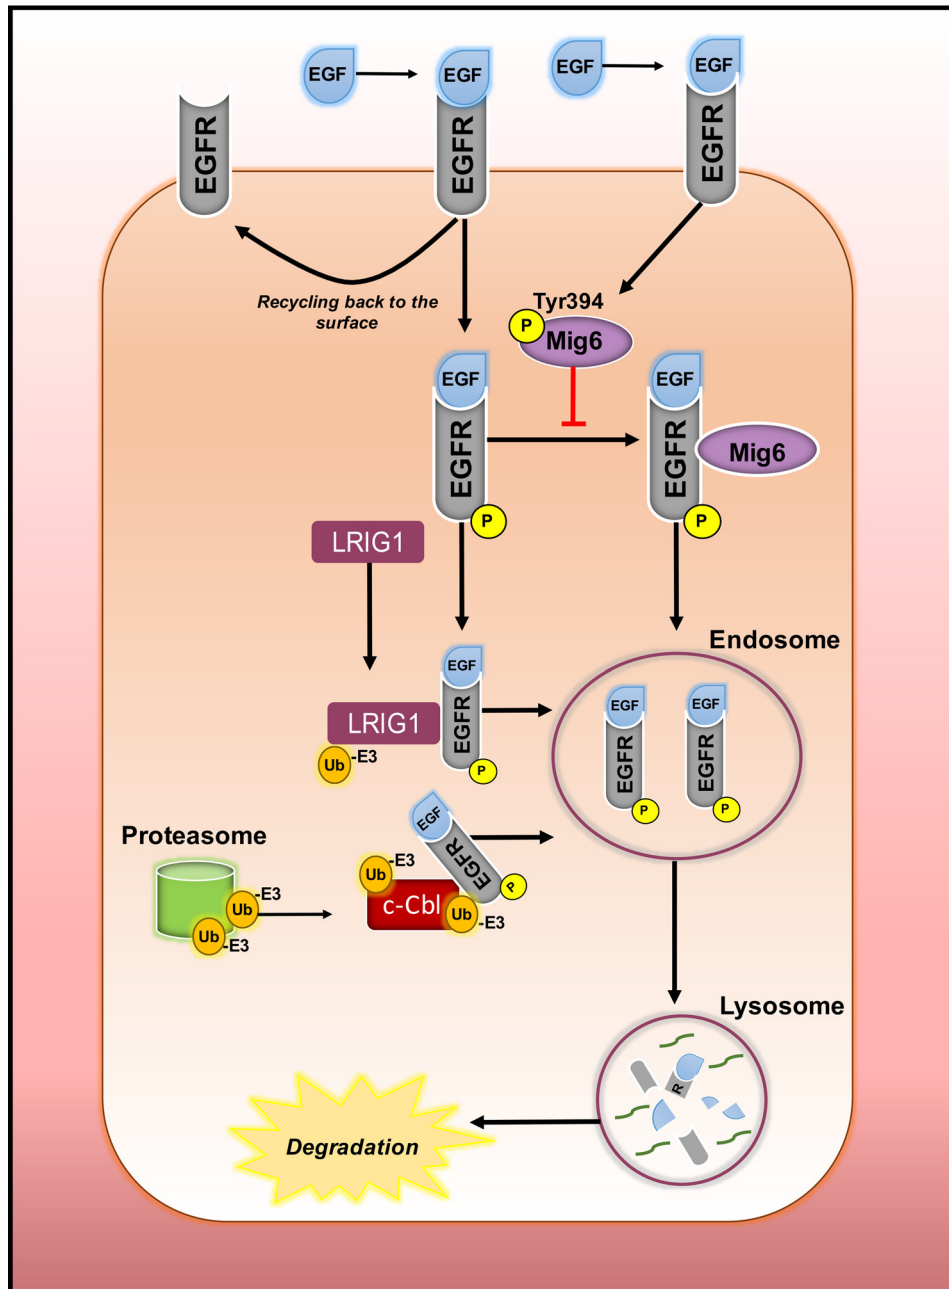 EGF
EGF
EGF
EGF
EGFR
EGFR
EGFR
Recycling back to the
surface
Tyr394
P
Mig6
EGF
EGFR
P
EGF
EGFR
Mig6
P
LRIG1
Endosome
EGF
LRIG1
EGFR
Ub
-E3
P
EGF
EGFR
P
EGF
EGFR
P
Proteasome
EGF
EGFR
P
-E3
Ub
c-Cbl
Ub
-E3
-E3
Ub
Ub
-E3
Lysosome
R
Degradation